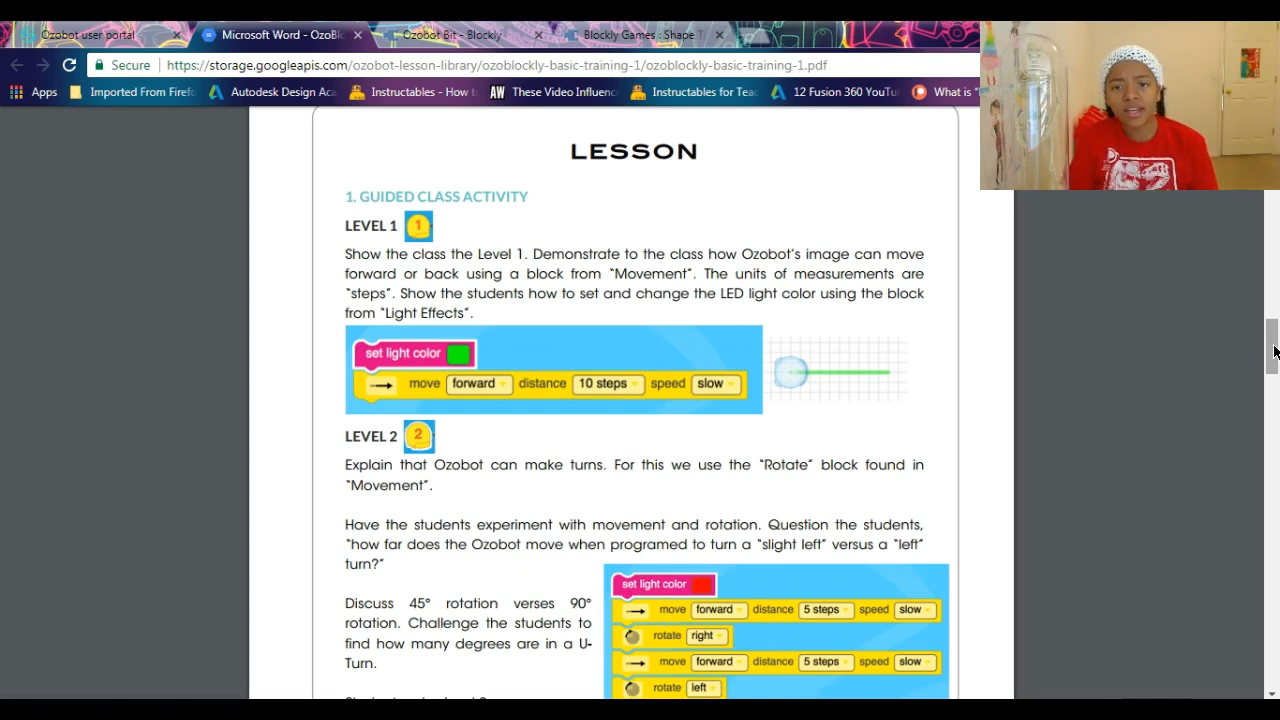 Ozobot user portal
Microsoft Word - OzoBlc
Ozobot Bit - Blockly
Blockly Games : Shape T
Secure
https://storage.googleapis.com/ozobot-lesson-library/ozoblockly-basic-training-1/ozoblockly-basic-training-1.pdf
Apps
Imported From Firefo
Autodesk Design Aca
Instructables - How t
These Video Influenc
Instructables for Teac
12 Fusion 360 YouTu
What is "
LESSON
1. GUIDED CLASS ACTIVITY
LEVEL 1 1
Show the class the Level 1. Demonstrate to the class how Ozobot's image can move
forward or back using a block from "Movement". The units of measurements are
"steps". Show the students how to set and change the LED light color using the block
from "Light Effects".
set light color
move forward distance 10 steps speed slow
LEVEL 2 2
Explain that Ozobot can make turns. For this we use the "Rotate" block found in
"Movement".
Have the students experiment with movement and rotation. Question the students,
"how far does the Ozobot move when programed to turn a "slight left" versus a "left"
turn?"
Discuss 45° rotation verses 90°
rotation. Challenge the students to
find how many degrees are in a U-
Turn.
set light color
move forward distance 5 steps speed slow
rotate right
move forward distance 5 steps speed slow
rotate left